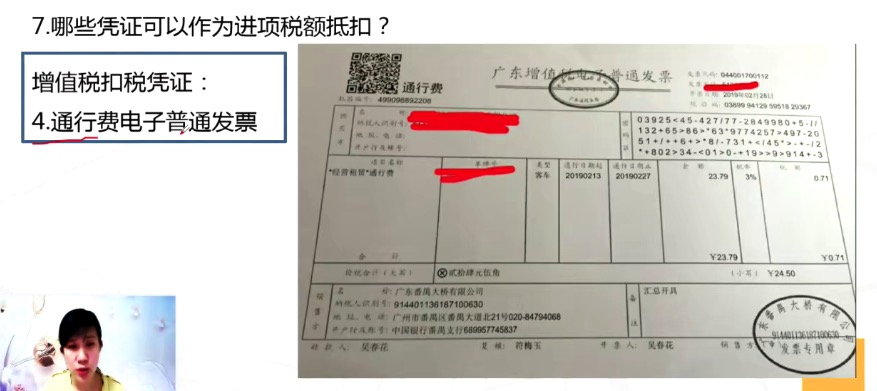 7.哪些凭证可以作为进项税额抵扣？
增值税扣税凭证：
4.通行费电子普通发票
通行费
广东增值税电子普通发票
机器编号: 499098892208
发票代码: 044001700112
开票日期: 2019年02月28日
校验码: 03899 94129 59518 29367
购买方
名称:
纳税人识别号:
地址、电话:
开户行及账号:
密码区
03925<45-427/77-2849980+5-//
132+65>86>*63*9774257>497-20
51+/++6+>*8/-731+</45*>-+-/2
*+802>34-<01>0-+19>>9>914+-3
项目名称 车牌号 类型 通行日期起 通行日期止 金额 税率 税额
*经营租赁*通行费 客车 20190213 20190227 23.79 3% 0.71
合计 ￥23.79 ￥0.71
价税合计（大写） ⊗贰拾肆元伍角 （小写） ￥24.50
销售方
名称: 广东番禺大桥有限公司
纳税人识别号: 914401136187100630
地址、电话: 广州市番禺区番禺大道北21号020-84794068
开户行及账号: 中国银行番禺支行689957745837
备注
汇总开具
收款人: 吴春花 复核: 符梅玉 开票人: 吴春花 销售方
广东番禺大桥有限公司
914401136187100630
发票专用章